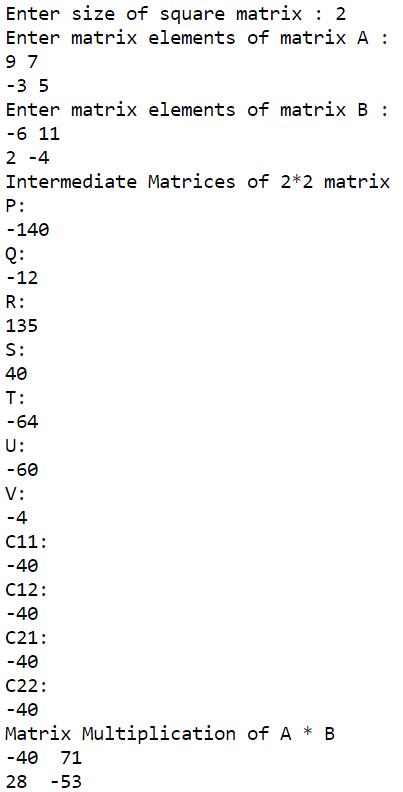 Enter size of square matrix : 2
Enter matrix elements of matrix A :
9 7
-3 5
Enter matrix elements of matrix B :
-6 11
2 -4
Intermediate Matrices of 2*2 matrix
P:
-140
Q:
-12
R:
135
S:
40
T:
-64
U:
-60
V:
-4
C11:
-40
C12:
-40
C21:
-40
C22:
-40
Matrix Multiplication of A * B
-40  71
28  -53